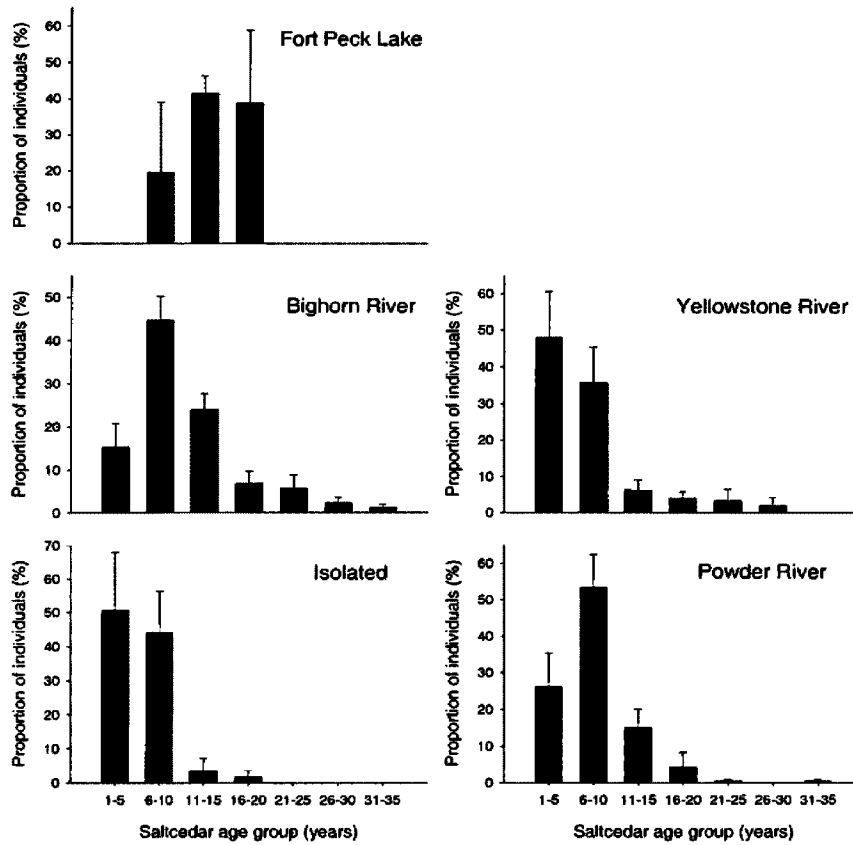 Fort Peck Lake
Proportion of individuals (%)
60
50
40
30
20
10
0
Bighorn River
Proportion of individuals (%)
50
40
30
20
10
0
Yellowstone River
Proportion of individuals (%)
60
50
40
30
20
10
0
Isolated
Proportion of individuals (%)
70
60
50
40
30
20
10
0
1-5 6-10 11-15 16-20 21-25 26-30 31-35
Saltcedar age group (years)
Powder River
Proportion of individuals (%)
60
50
40
30
20
10
0
1-5 6-10 11-15 16-20 21-25 26-30 31-35
Saltcedar age group (years)